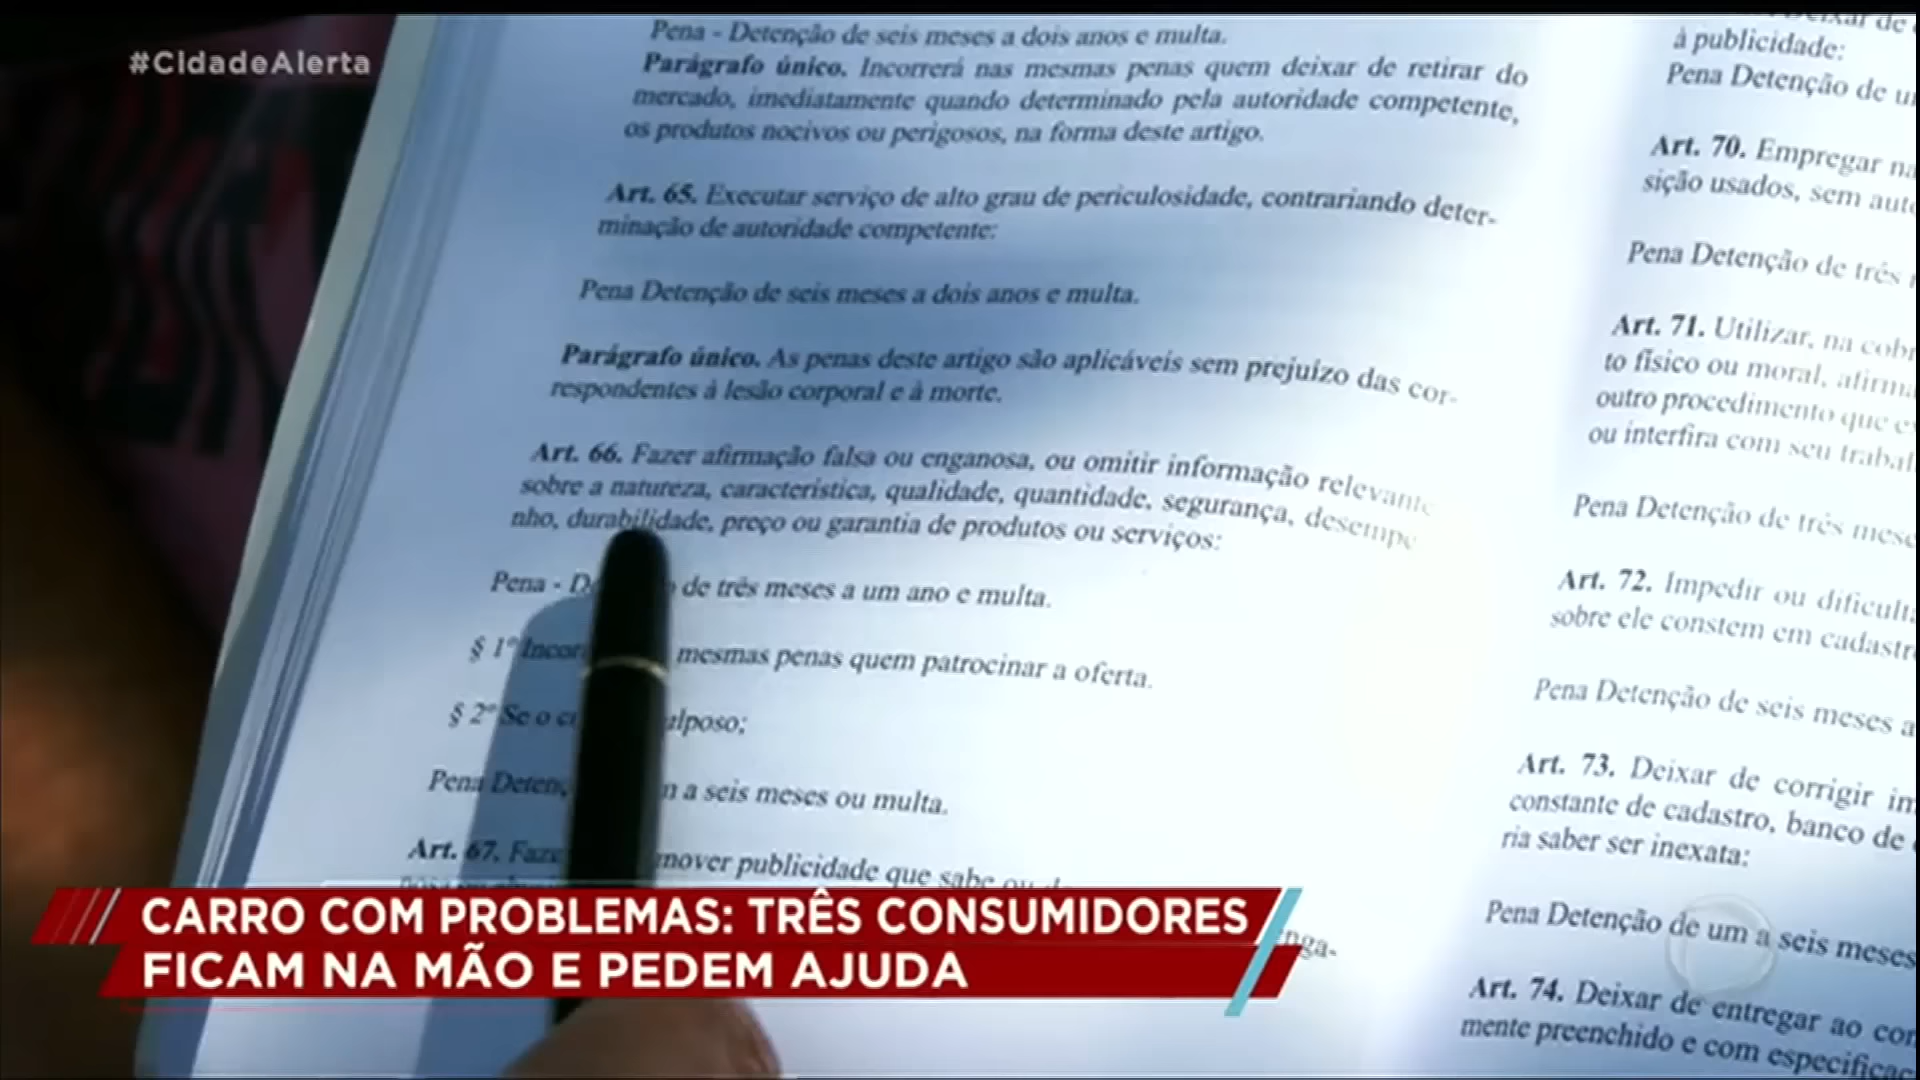 #CidadeAlerta
Pena - Detenção de seis meses a dois anos e multa.
Parágrafo único. Incorrerá nas mesmas penas quem deixar de retirar do
mercado, imediatamente quando determinado pela autoridade competente,
os produtos nocivos ou perigosos, na forma deste artigo.
Art. 65. Executar serviço de alto grau de periculosidade, contrariando deter-
minação de autoridade competente:
Pena Detenção de seis meses a dois anos e multa.
Parágrafo único. As penas deste artigo são aplicáveis sem prejuízo das cor-
respondentes à lesão corporal e à morte.
Art. 66. Fazer afirmação falsa ou enganosa, ou omitir informação relevante
sobre a natureza, característica, qualidade, quantidade, segurança, desempe
nho, durabilidade, preço ou garantia de produtos ou serviços:
Pena - de três meses a um ano e multa.
§ 1º mesmas penas quem patrocinar a oferta.
§ 2º Se o
Pena a seis meses ou multa.
Art. 67. publicidade que sabe ou
Deixar de
à publicidade:
Pena Detenção de
Art. 70. Empregar
sição usados, sem
Pena Detenção de três
Art. 71. Utilizar, na
to físico ou moral,
outro procedimento que
ou interfira com seu
Pena Detenção de três
Art. 72. Impedir ou
sobre ele constem em
Pena Detenção de seis meses a
Art. 73. Deixar de corrigir
constante de cadastro, banco de
ria saber ser inexata:
Pena Detenção de um a seis meses
Art. 74. Deixar de entregar ao
mente preenchido e com
CARRO COM PROBLEMAS: TRÊS CONSUMIDORES
FICAM NA MÃO E PEDEM AJUDA